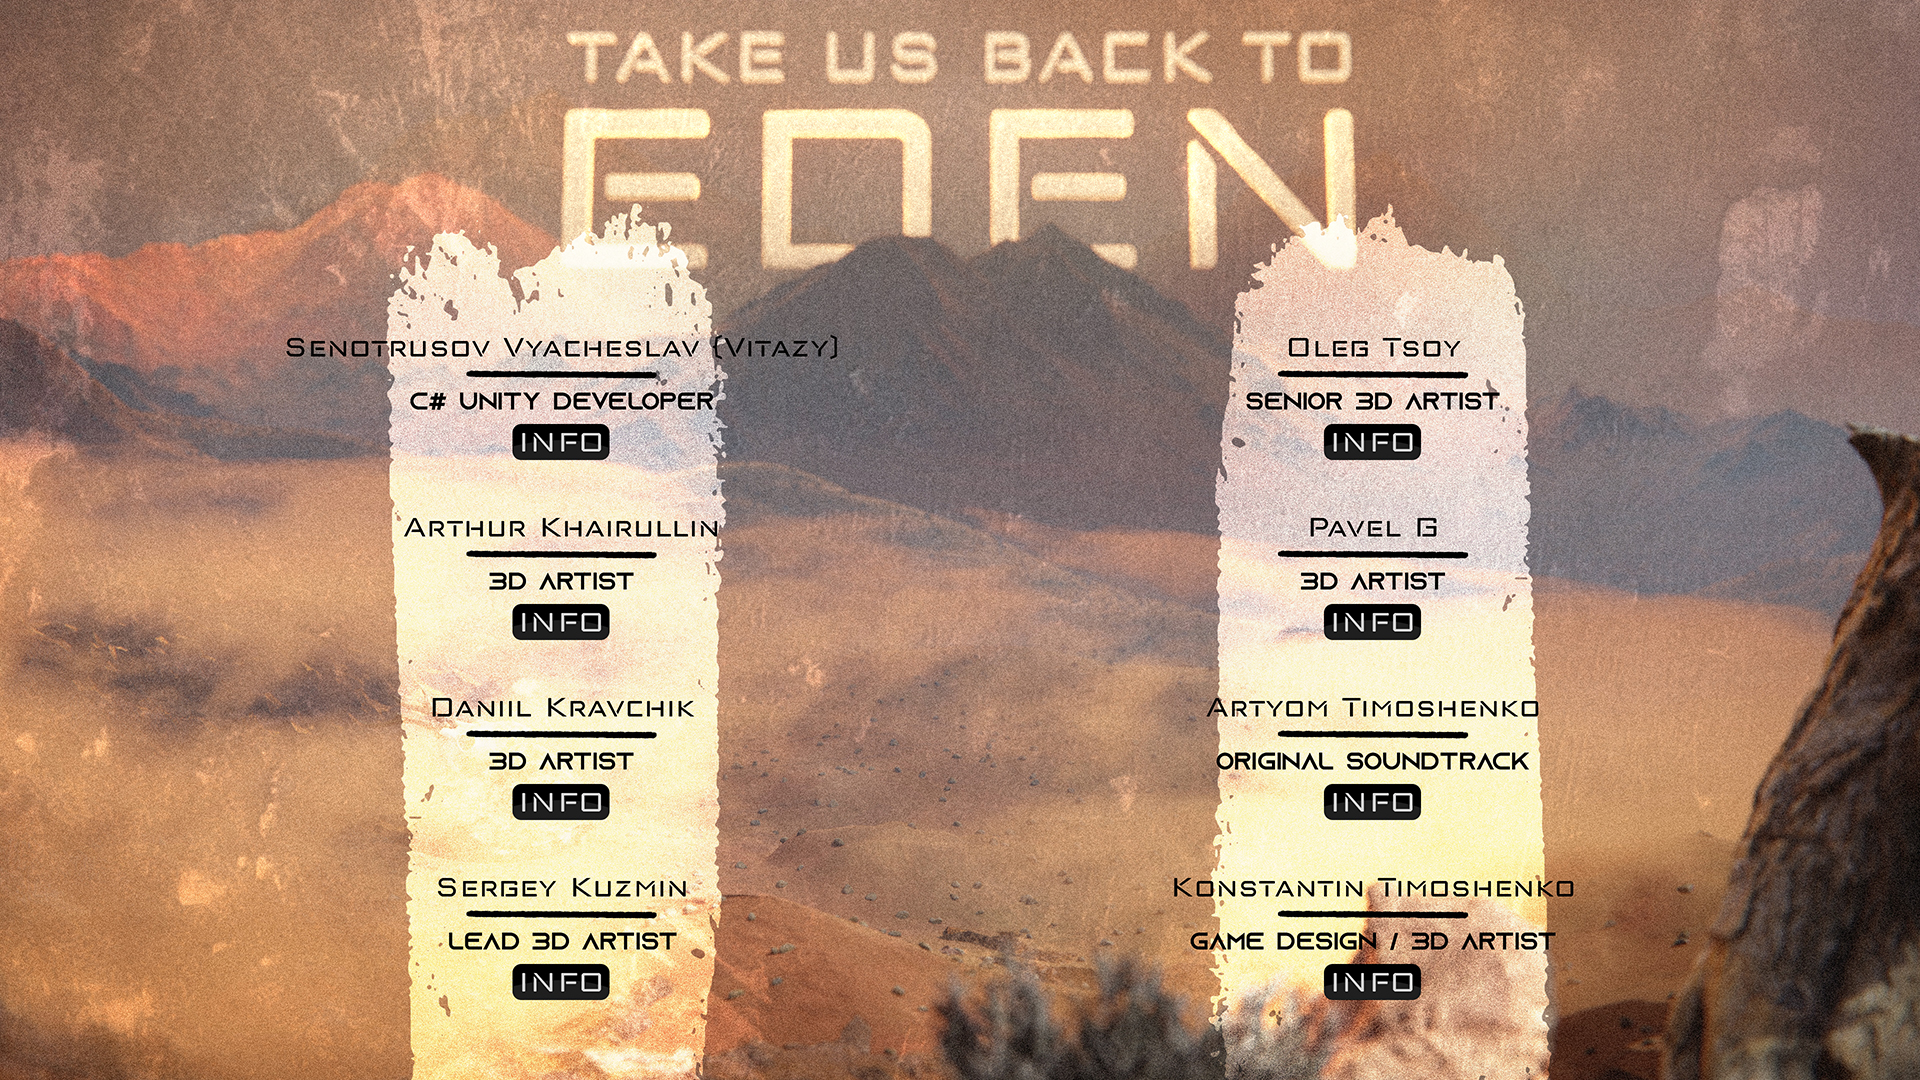 TAKE US BACK TO
EDEN
Senotrusov Vyacheslav (Vitazy)
C# UNITY DEVELOPER
INFO
Arthur Khairullin
3D ARTIST
INFO
Daniil Kravchik
3D ARTIST
INFO
Sergey Kuzmin
LEAD 3D ARTIST
INFO
Oleg Tsoy
SENIOR 3D ARTIST
INFO
Pavel G
3D ARTIST
INFO
Artyom Timoshenko
ORIGINAL SOUNDTRACK
INFO
Konstantin Timoshenko
GAME DESIGN / 3D ARTIST
INFO